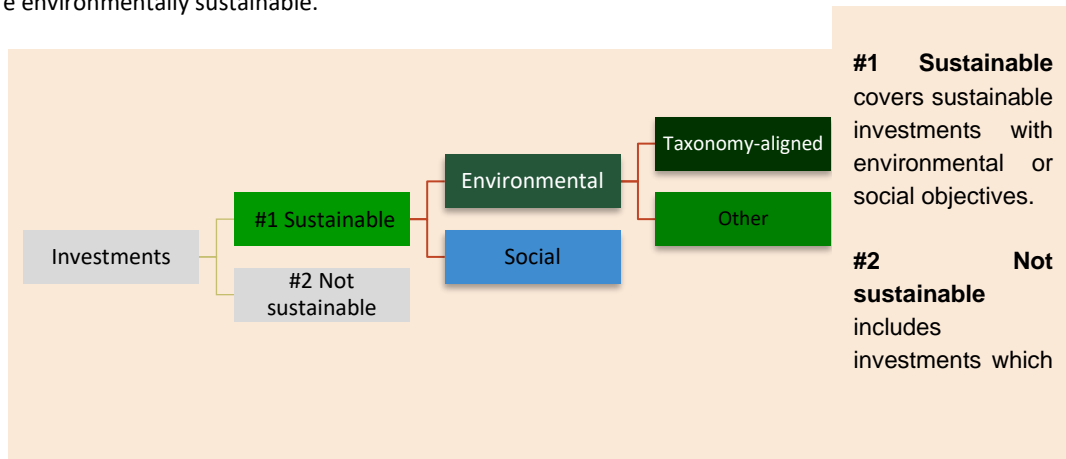 e environmentally sustainable.
#1 Sustainable
covers sustainable
investments with
environmental or
social objectives.
#2 Not
sustainable
includes
investments which
Investments
#1 Sustainable
#2 Not
sustainable
Environmental
Social
Taxonomy-aligned
Other